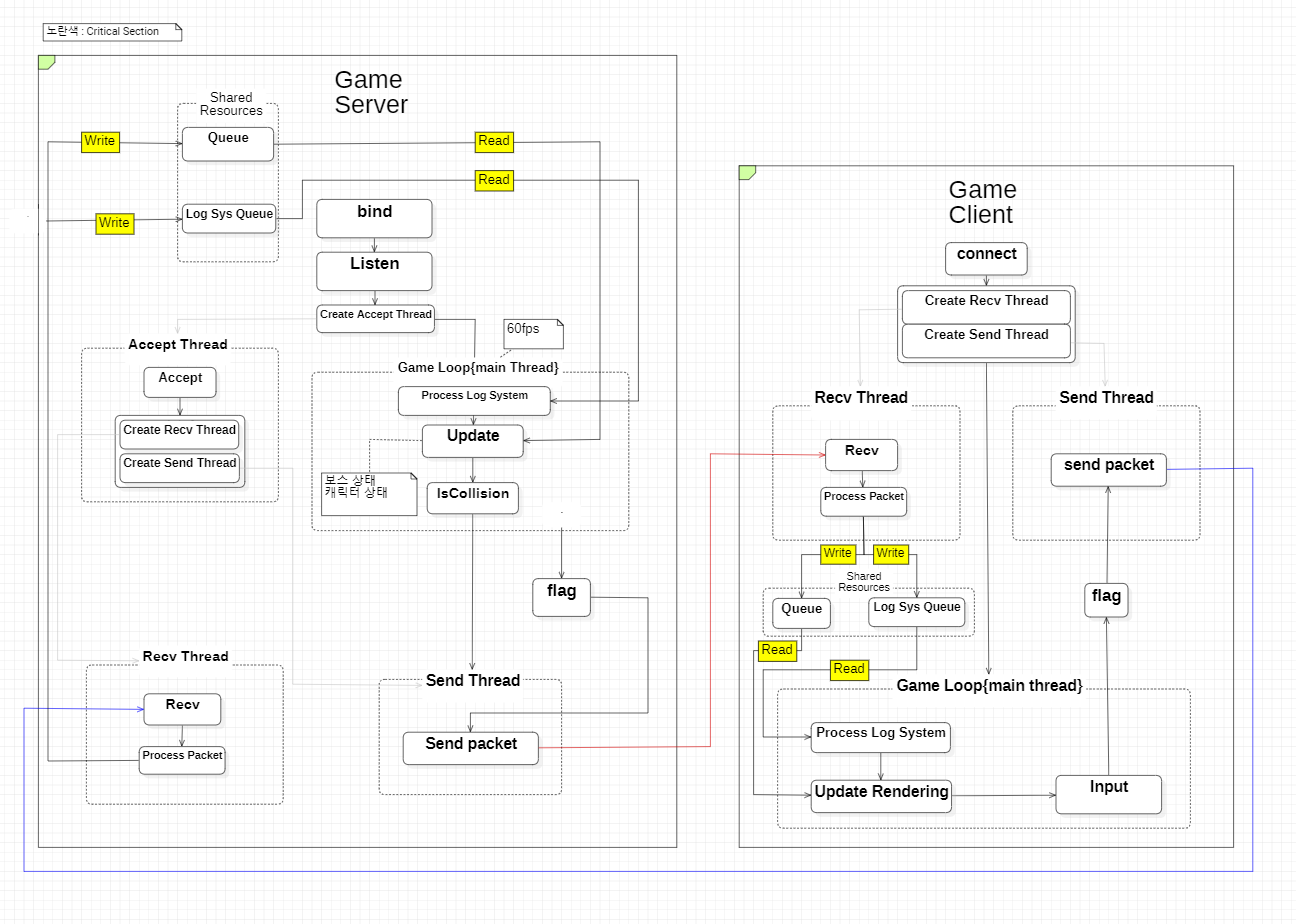 노란색 : Critical Section
Game
Server
Shared
Resources
Write
Queue
Read
Read
Write
Log Sys Queue
bind
Listen
Create Accept Thread
60fps
Accept Thread
Accept
Create Recv Thread
Create Send Thread
Game Loop{main Thread}
Process Log System
Update
보스 상태
캐릭터 상태
IsCollision
flag
Recv Thread
Recv
Process Packet
Send Thread
Send packet
Game
Client
connect
Create Recv Thread
Create Send Thread
Recv Thread
Recv
Process Packet
Send Thread
send packet
Write
Write
Shared
Resources
Queue
Log Sys Queue
flag
Read
Read
Game Loop{main thread}
Process Log System
Update Rendering
Input